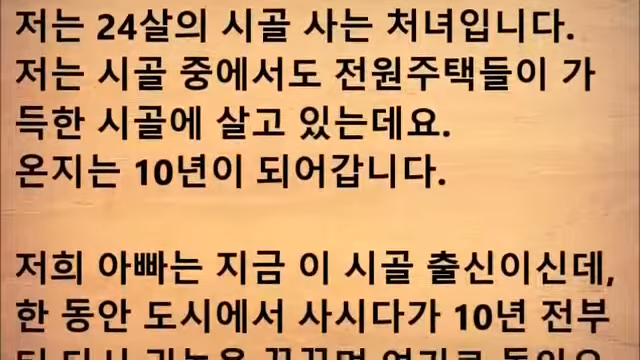 저는 24살의 시골 사는 처녀입니다.
저는 시골 중에서도 전원주택들이 가
득한 시골에 살고 있는데요.
온지는 10년이 되어갑니다.
저희 아빠는 지금 이 시골 출신이신데,
한 동안 도시에서 사시다가 10년 전부